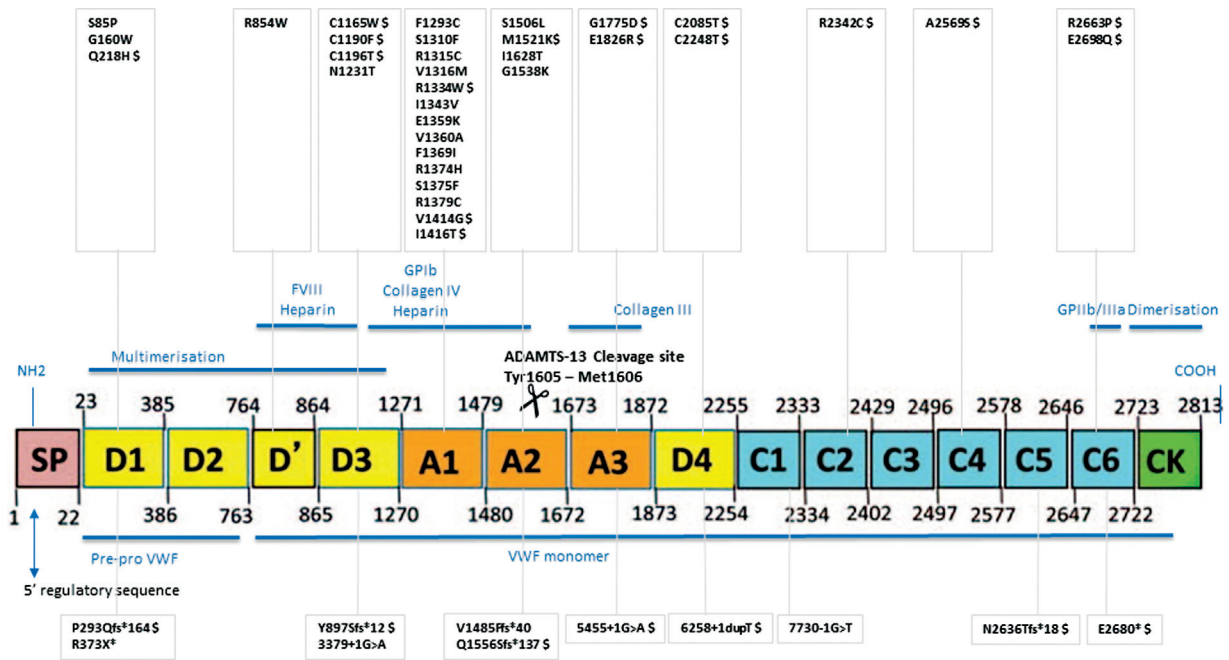 S85P
G160W
Q218H $
R854W
C1165W $
C1190F $
C1196T $
N1231T
F1293C
S1310F
R1315C
V1316M
R1334W $
I1343V
E1359K
V1360A
F1369I
R1374H
S1375F
R1379C
V1414G $
I1416T $
S1506L
M1521K$
I1628T
G1538K
G1775D $
E1826R $
C2085T $
C2248T $
R2342C $
A2569S $
R2663P $
E2698Q $
FVIII
Heparin
GPIb
Collagen IV
Heparin
Collagen III
GPIIb/IIIa Dimerisation
Multimerisation
ADAMTS-13 Cleavage site
Tyr1605 – Met1606
NH2
COOH
23 385 764 864 1271 1479 1673 1872 2255 2333 2429 2496 2578 2646 2723 2813
SP D1 D2 D' D3 A1 A2 A3 D4 C1 C2 C3 C4 C5 C6 CK
1 22 386 763 865 1270 1480 1672 1873 2254 2334 2402 2497 2577 2647 2722
Pre-pro VWF
VWF monomer
5' regulatory sequence
P293Qfs*164 $
R373X*
Y897Sfs*12 $
3379+1G>A
V1485Pfs*40
Q1556Sfs*137 $
5455+1G>A $
6258+1dupT $
7730-1G>T
N2636Tfs*18 $
E2680* $